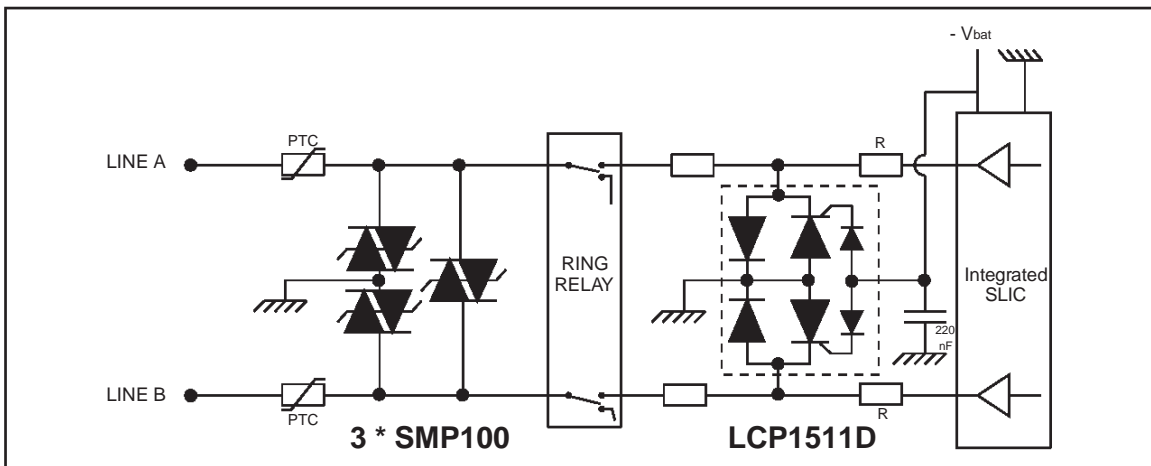 - Vbat
PTC
LINE A
R
RING
RELAY
Integrated
SLIC
220
nF
LINE B
PTC
R
3 * SMP100
LCP1511D